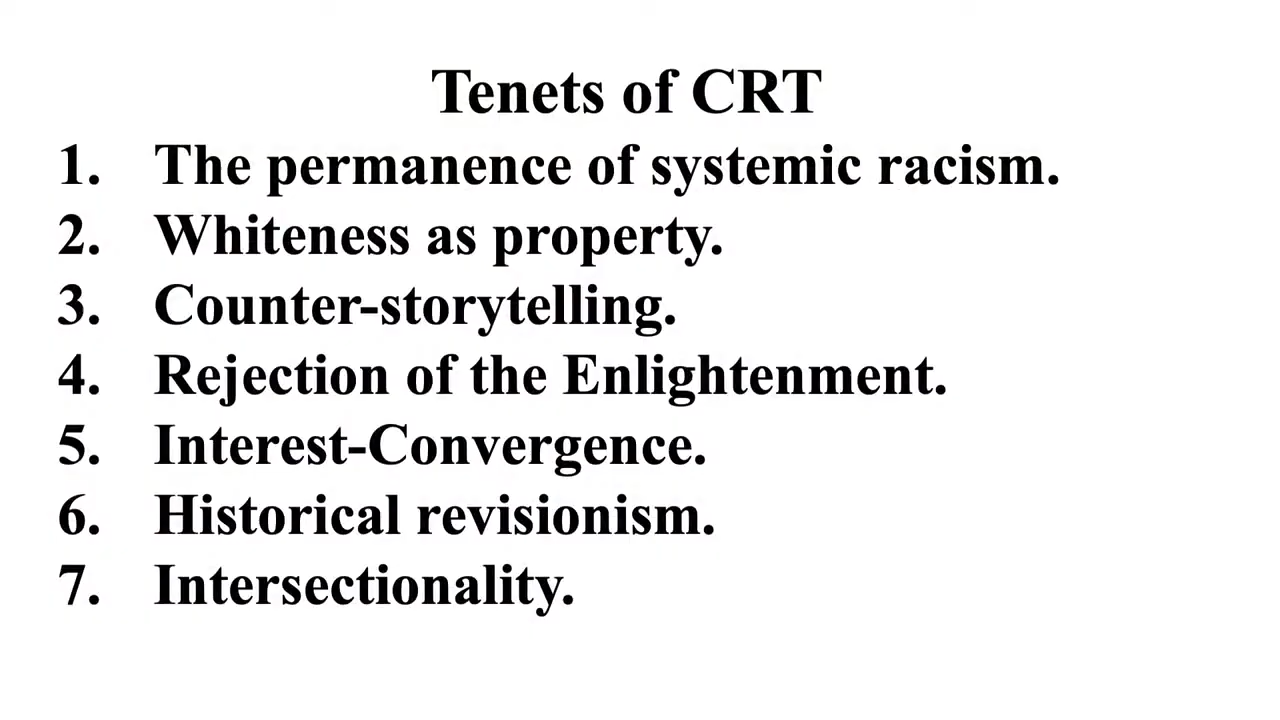 Tenets of CRT
1. The permanence of systemic racism.
2. Whiteness as property.
3. Counter-storytelling.
4. Rejection of the Enlightenment.
5. Interest-Convergence.
6. Historical revisionism.
7. Intersectionality.